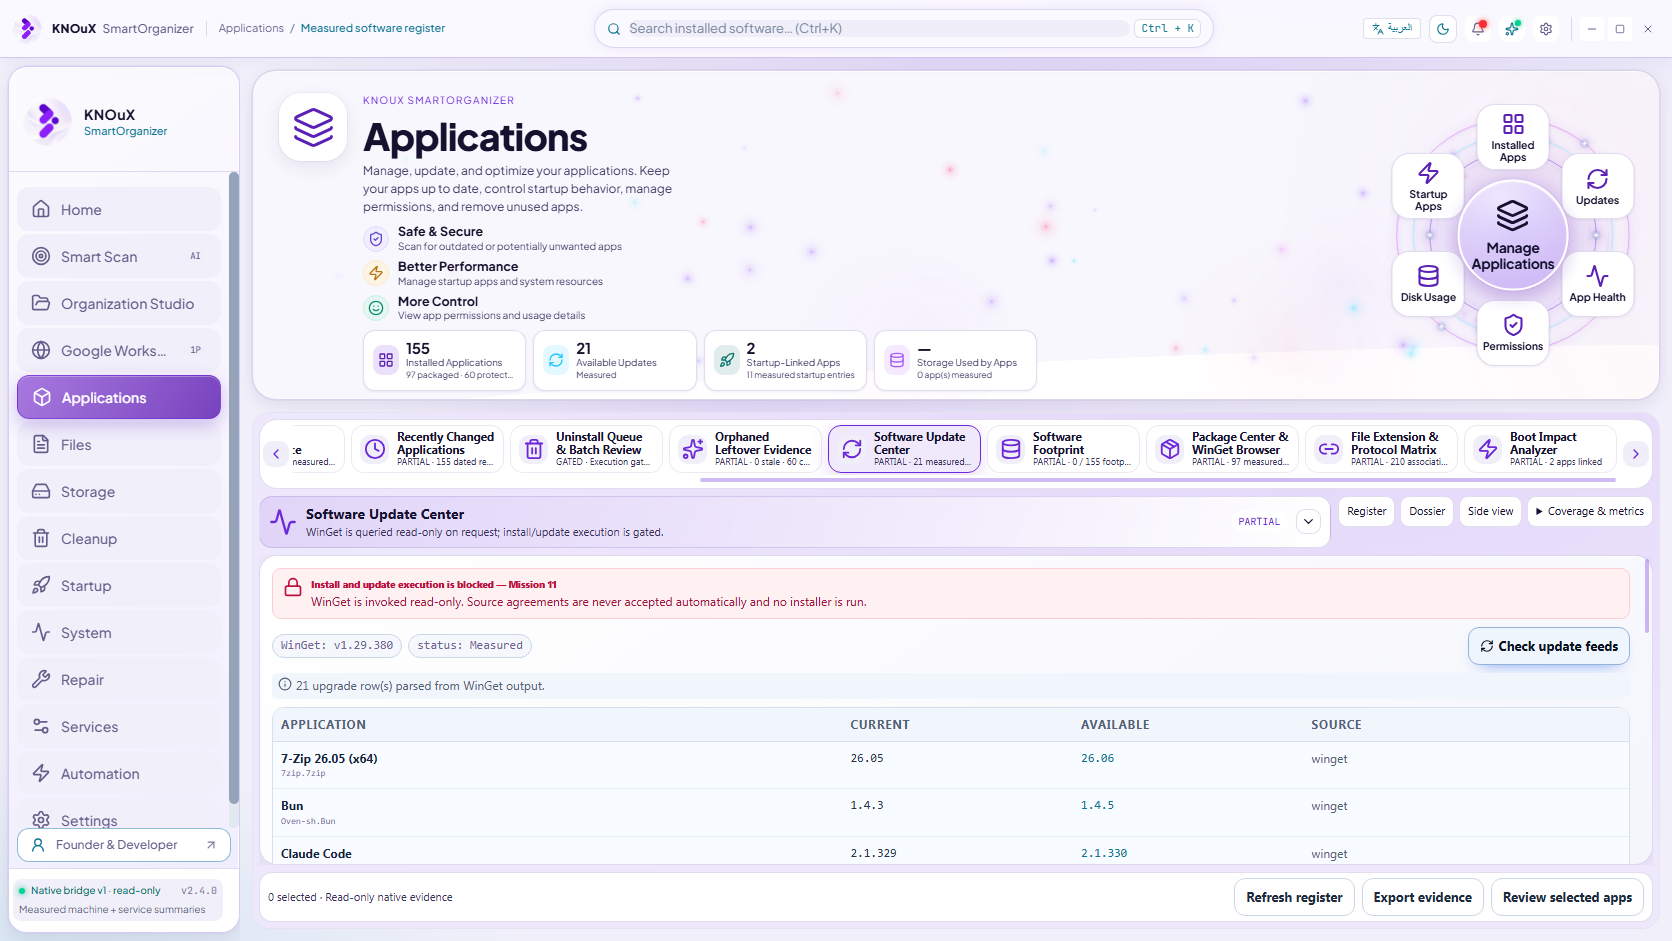 KNOuX SmartOrganizer
Applications / Measured software register
Search installed software... (Ctrl+K)
Ctrl + K
العربية
KNOuX
SmartOrganizer
Home
Smart Scan AI
Organization Studio
Google Works... 1P
Applications
Files
Storage
Cleanup
Startup
System
Repair
Services
Automation
Settings
Founder & Developer
Native bridge v1 · read-only v2.4.0
Measured machine + service summaries
KNOUX SMARTORGANIZER
Applications
Manage, update, and optimize your applications. Keep
your apps up to date, control startup behavior, manage
permissions, and remove unused apps.
Safe & Secure
Scan for outdated or potentially unwanted apps
Better Performance
Manage startup apps and system resources
More Control
View app permissions and usage details
155
Installed Applications
97 packaged · 60 protect...
21
Available Updates
Measured
2
Startup-Linked Apps
11 measured startup entries
—
Storage Used by Apps
0 app(s) measured
Installed
Apps
Startup
Apps
Updates
Manage
Applications
Disk Usage
App Health
Permissions
:e
neasured...
Recently Changed
Applications
PARTIAL · 155 dated re...
Uninstall Queue
& Batch Review
GATED · Execution gat...
Orphaned
Leftover Evidence
PARTIAL · 0 stale · 60 c...
Software Update
Center
PARTIAL · 21 measured...
Software
Footprint
PARTIAL · 0 / 155 footp...
Package Center &
WinGet Browser
PARTIAL · 97 measured...
File Extension &
Protocol Matrix
PARTIAL · 210 associati...
Boot Impact
Analyzer
PARTIAL · 2 apps linked
Software Update Center
WinGet is queried read-only on request; install/update execution is gated.
PARTIAL
Register
Dossier
Side view
Coverage & metrics
Install and update execution is blocked — Mission 11
WinGet is invoked read-only. Source agreements are never accepted automatically and no installer is run.
WinGet: v1.29.380
status: Measured
Check update feeds
21 upgrade row(s) parsed from WinGet output.
APPLICATION CURRENT AVAILABLE SOURCE
7-Zip 26.05 (x64) 26.05 26.06 winget
7zip.7zip
Bun 1.4.3 1.4.5 winget
Oven-sh.Bun
Claude Code 2.1.329 2.1.330 winget
0 selected · Read-only native evidence
Refresh register
Export evidence
Review selected apps